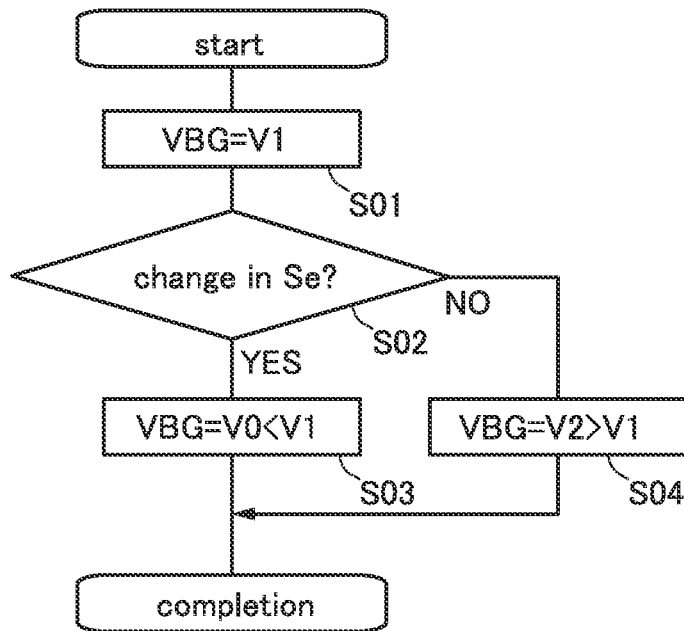 start
VBG=V1
S01
change in Se?
NO
S02
YES
VBG=V0<V1
VBG=V2>V1
S03
S04
completion